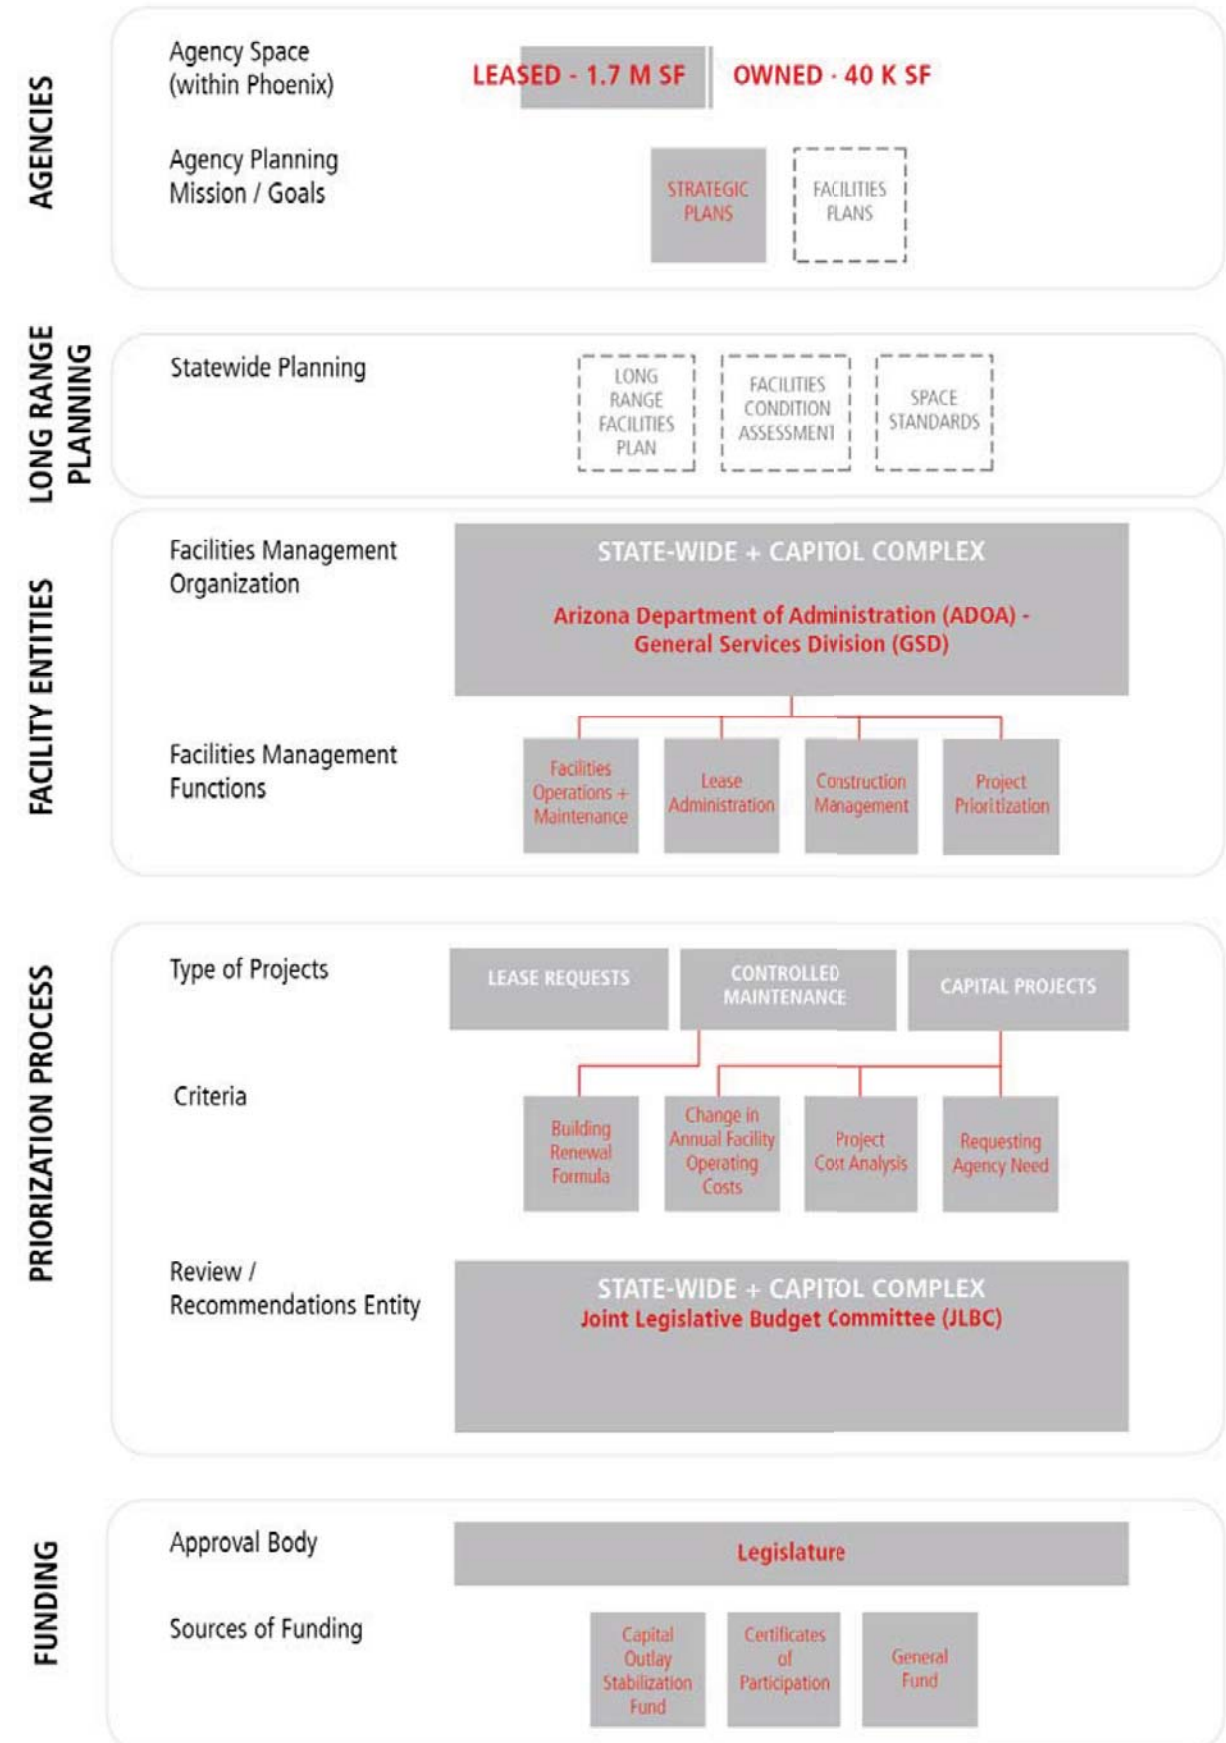 AGENCIES
Agency Space
(within Phoenix)
LEASED - 1.7 M SF
OWNED - 40 K SF
Agency Planning
Mission / Goals
STRATEGIC
PLANS
FACILITIES
PLANS
LONG RANGE
PLANNING
Statewide Planning
LONG
RANGE
FACILITIES
PLAN
FACILITIES
CONDITION
ASSESSMENT
SPACE
STANDARDS
FACILITY ENTITIES
Facilities Management
Organization
STATE-WIDE + CAPITOL COMPLEX
Arizona Department of Administration (ADOA) -
General Services Division (GSD)
Facilities Management
Functions
Facilities
Operations +
Maintenance
Lease
Administration
Construction
Management
Project
Prioritization
PRIORIZATION PROCESS
Type of Projects
LEASE REQUESTS
CONTROLLED
MAINTENANCE
CAPITAL PROJECTS
Criteria
Building
Renewal
Formula
Change in
Annual Facility
Operating
Costs
Project
Cost Analysis
Requesting
Agency Need
Review /
Recommendations Entity
STATE-WIDE + CAPITOL COMPLEX
Joint Legislative Budget Committee (JLBC)
FUNDING
Approval Body
Legislature
Sources of Funding
Capital
Outlay
Stabilization
Fund
Certificates
of
Participation
General
Fund